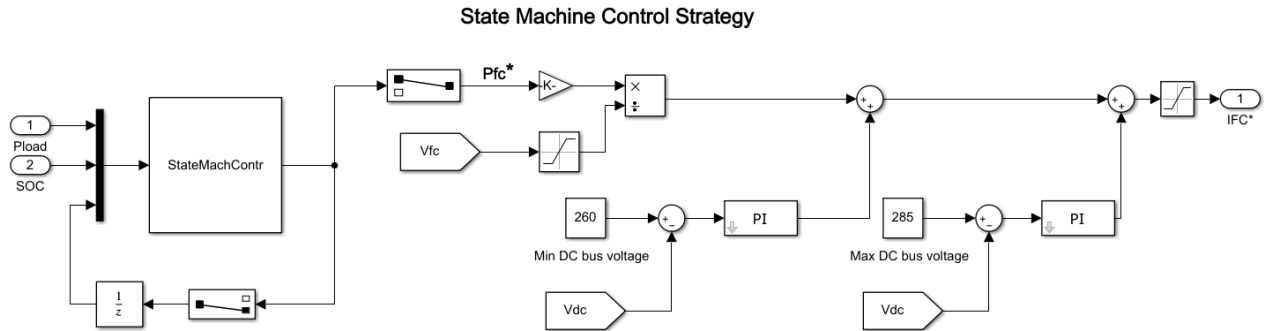 State Machine Control Strategy
1
Pload
2
SOC
StateMachContr
1
z
Pfc*
-K-
×
÷
Vfc
+
+
+
+
1
IFC*
260
Min DC bus voltage
+
−
PI
Vdc
285
Max DC bus voltage
+
−
PI
Vdc